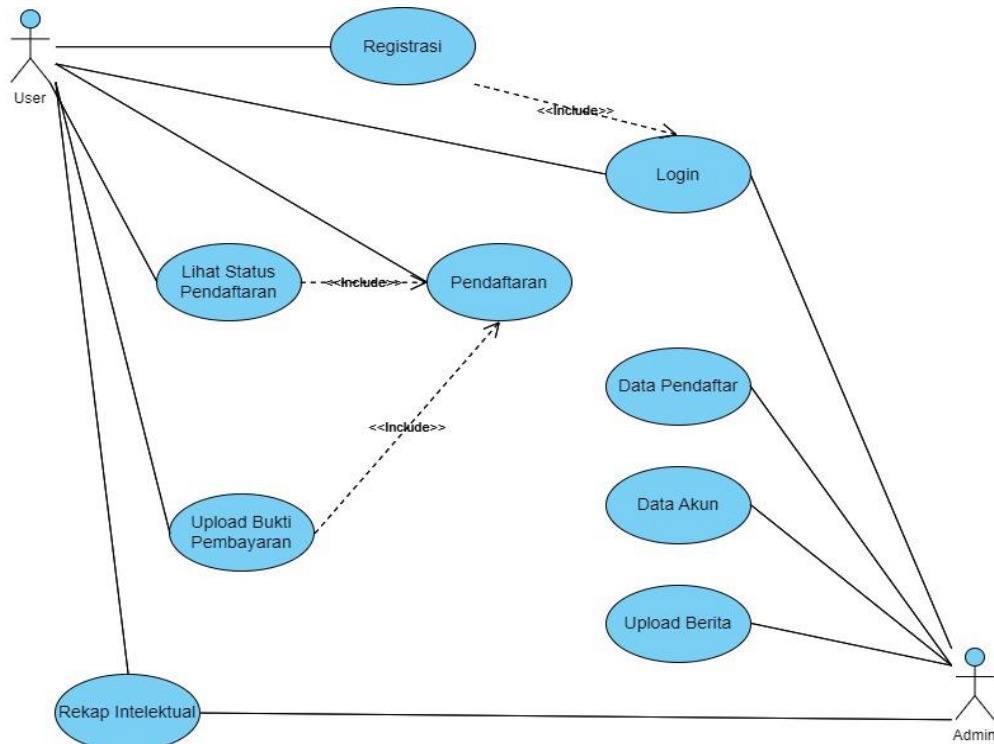 Registrasi
User
<<Include>>
Login
Lihat Status
Pendaftaran
<<Include>>
Pendaftaran
Data Pendaftar
<<Include>>
Upload Bukti
Pembayaran
Data Akun
Upload Berita
Rekap Intelektual
Admin